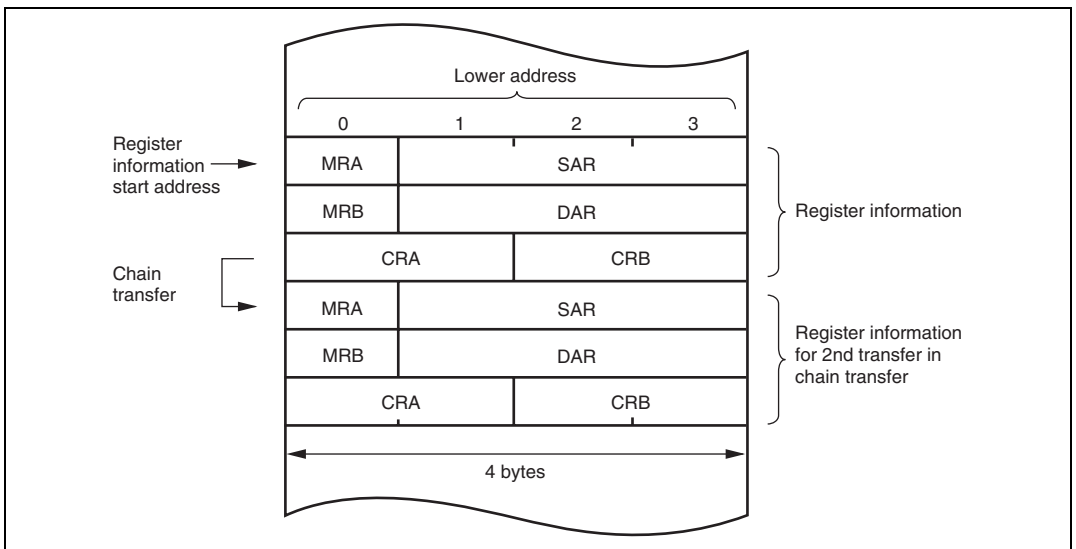 Lower address
0 1 2 3
Register
information
start address
MRA SAR
MRB DAR
Register information
CRA CRB
Chain
transfer
MRA SAR
MRB DAR
Register information
for 2nd transfer in
chain transfer
CRA CRB
4 bytes